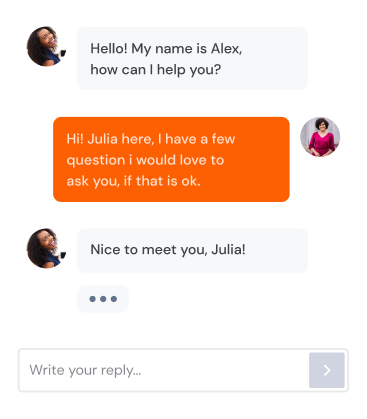 Hello! My name is Alex,
how can I help you?
Hi! Julia here, I have a few
question i would love to
ask you, if that is ok.
Nice to meet you, Julia!
Write your reply...